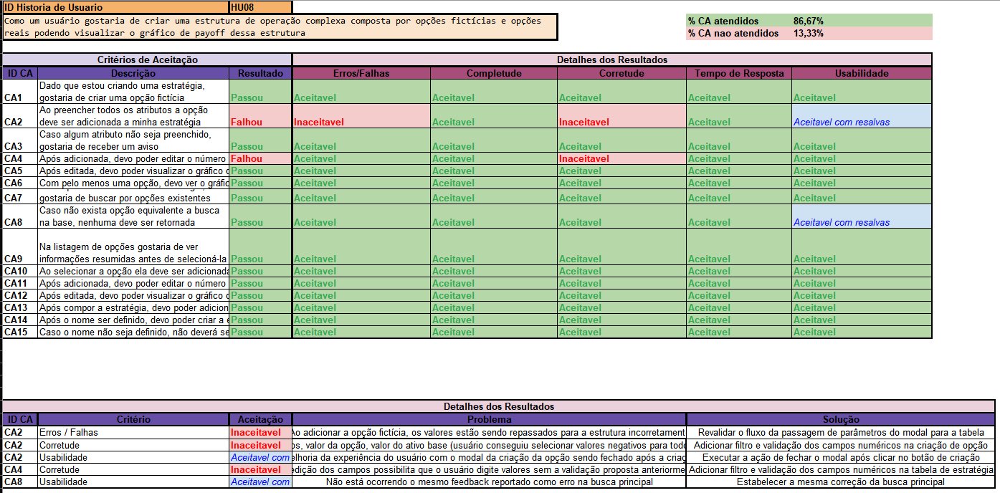 ID Historia de Usuario HU08
Como um usuário gostaria de criar uma estrutura de operação complexa composta por opções fictícias e opções
reais podendo visualizar o gráfico de payoff dessa estrutura
% CA atendidos 86,67%
% CA nao atendidos 13,33%
Critérios de Aceitação Detalhes dos Resultados
ID CA Descrição Resultado Erros/Falhas Completude Corretude Tempo de Resposta Usabilidade
Dado que estou criando uma estratégia,
CA1 gostaria de criar uma opção fictícia Passou Aceitavel Aceitavel Aceitavel Aceitavel Aceitavel
Ao preencher todos os atributos a opção
CA2 deve ser adicionada a minha estratégia Falhou Inaceitavel Aceitavel Inaceitavel Aceitavel Aceitavel com resalvas
Caso algum atributo não seja preenchido,
CA3 gostaria de receber um aviso Passou Aceitavel Aceitavel Aceitavel Aceitavel Aceitavel
CA4 Após adicionada, devo poder editar o número Falhou Aceitavel Aceitavel Inaceitavel Aceitavel Aceitavel
CA5 Após editada, devo poder visualizar o gráfico Passou Aceitavel Aceitavel Aceitavel Aceitavel Aceitavel
CA6 Com pelo menos uma opção, devo ver o gráfic Passou Aceitavel Aceitavel Aceitavel Aceitavel Aceitavel
CA7 gostaria de buscar por opções existentes Passou Aceitavel Aceitavel Aceitavel Aceitavel Aceitavel
Caso não exista opção equivalente a busca
CA8 na base, nenhuma deve ser retornada Passou Aceitavel Aceitavel Aceitavel Aceitavel Aceitavel com resalvas
Na listagem de opções gostaria de ver
CA9 informações resumidas antes de selecioná-la Passou Aceitavel Aceitavel Aceitavel Aceitavel Aceitavel
CA10 Ao selecionar a opção ela deve ser adicionada Passou Aceitavel Aceitavel Aceitavel Aceitavel Aceitavel
CA11 Após adicionada, devo poder editar o número Passou Aceitavel Aceitavel Aceitavel Aceitavel Aceitavel
CA12 Após editada, devo poder visualizar o gráfico Passou Aceitavel Aceitavel Aceitavel Aceitavel Aceitavel
CA13 Após compor a estratégia, devo poder adicion Passou Aceitavel Aceitavel Aceitavel Aceitavel Aceitavel
CA14 Após o nome ser definido, devo poder criar a Passou Aceitavel Aceitavel Aceitavel Aceitavel Aceitavel
CA15 Caso o nome não seja definido, não deverá se Passou Aceitavel Aceitavel Aceitavel Aceitavel Aceitavel
Detalhes dos Resultados
ID CA Critério Aceitação Problema Solução
CA2 Erros / Falhas Inaceitavel Ao adicionar a opção fictícia, os valores estão sendo repassados para a estrutura incorretament Revalidar o fluxo da passagem de parâmetros do modal para a tabela
CA2 Corretude Inaceitavel os, valor da opção, valor do ativo base (usuário conseguiu selecionar valores negativos para todo Adicionar filtro e validação dos campos numéricos na criação de opção
CA2 Usabilidade Aceitavel com elhoria da experiência do usuário com o modal da criação da opção sendo fechado após a criaç Executar a ação de fechar o modal após clicar no botão de criação
CA4 Corretude Inaceitavel edição dos campos possibilita que o usuário digite valores sem a validação proposta anteriorme Adicionar filtro e validação dos campos numéricos na tabela de estratégia
CA8 Usabilidade Aceitavel com Não está ocorrendo o mesmo feedback reportado como erro na busca principal Estabelecer a mesma correção da busca principal